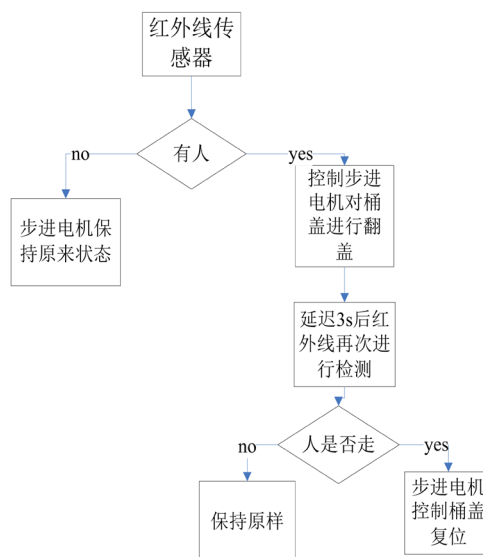 红外线传
感器
有人
no
yes
步进电机保
持原来状态
控制步进
电机对桶
盖进行翻
盖
延迟3s后红
外线再次进
行检测
人是否走
no
yes
保持原样
步进电机
控制桶盖
复位